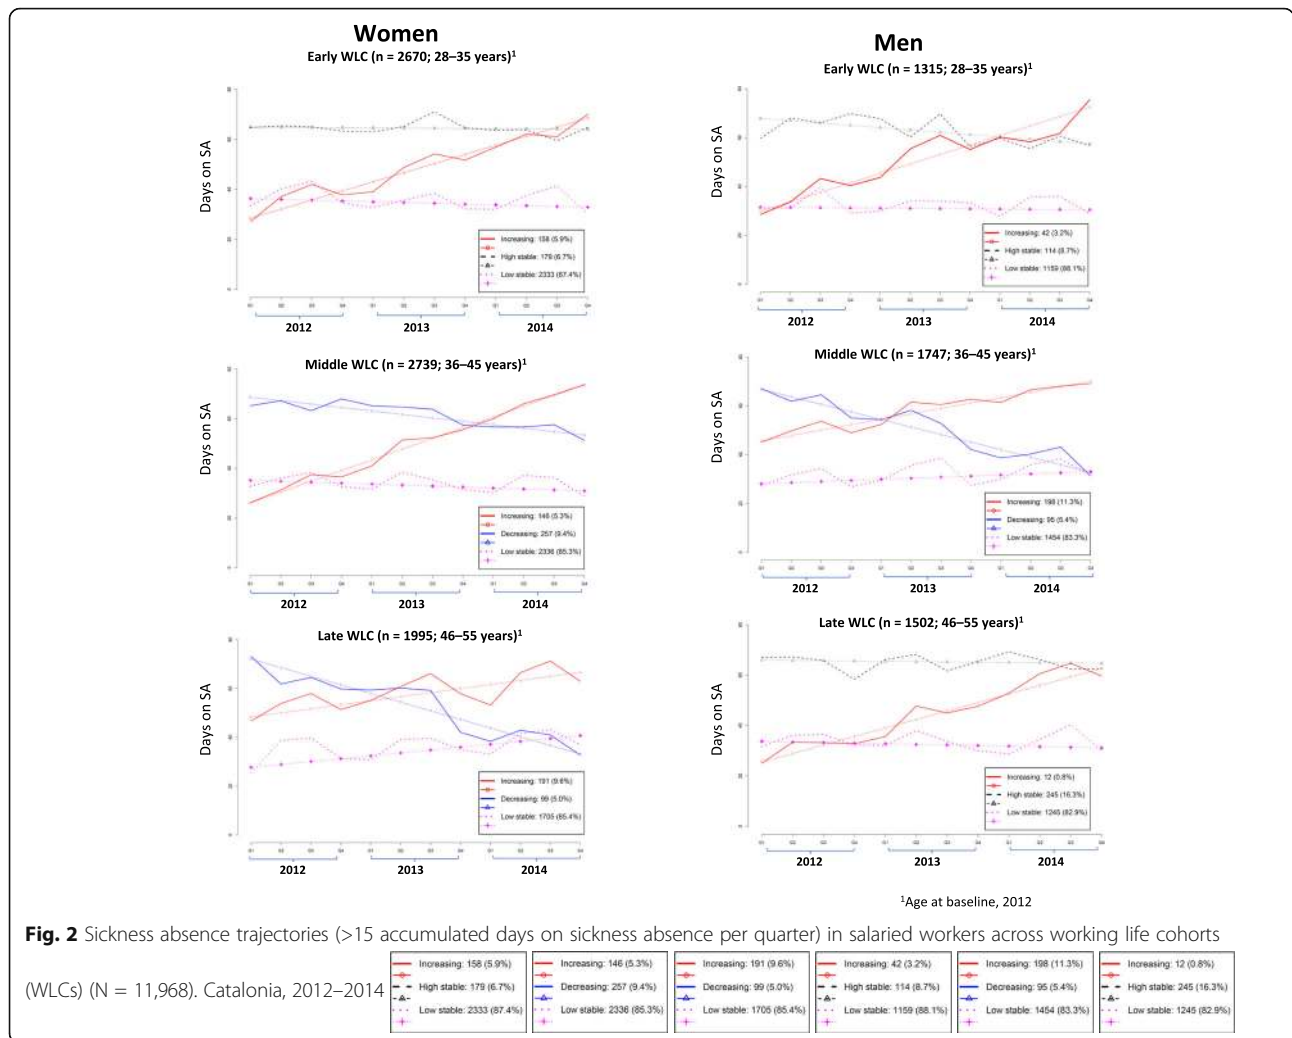 Women
Early WLC (n = 2670; 28–35 years)¹
Days on SA
Increasing: 158 (5.9%)
High stable: 179 (6.7%)
Low stable: 2333 (87.4%)
2012
2013
2014
Men
Early WLC (n = 1315; 28–35 years)¹
Days on SA
Increasing: 42 (3.2%)
High stable: 114 (8.7%)
Low stable: 1159 (88.1%)
2012
2013
2014
Middle WLC (n = 2739; 36–45 years)¹
Days on SA
Increasing: 146 (5.3%)
Decreasing: 257 (9.4%)
Low stable: 2336 (85.3%)
2012
2013
2014
Middle WLC (n = 1747; 36–45 years)¹
Days on SA
Increasing: 198 (11.3%)
Decreasing: 95 (5.4%)
Low stable: 1454 (83.3%)
2012
2013
2014
Late WLC (n = 1995; 46–55 years)¹
Days on SA
Increasing: 191 (9.6%)
Decreasing: 99 (5.0%)
Low stable: 1705 (85.4%)
2012
2013
2014
Late WLC (n = 1502; 46–55 years)¹
Days on SA
Increasing: 12 (0.8%)
High stable: 245 (16.3%)
Low stable: 1245 (82.9%)
2012
2013
2014
¹Age at baseline, 2012
Fig. 2 Sickness absence trajectories (>15 accumulated days on sickness absence per quarter) in salaried workers across working life cohorts
(WLCs) (N = 11,968). Catalonia, 2012–2014
Increasing: 158 (5.9%)
High stable: 179 (6.7%)
Low stable: 2333 (87.4%)
Increasing: 146 (5.3%)
Decreasing: 257 (9.4%)
Low stable: 2336 (85.3%)
Increasing: 191 (9.6%)
Decreasing: 99 (5.0%)
Low stable: 1705 (85.4%)
Increasing: 42 (3.2%)
High stable: 114 (8.7%)
Low stable: 1159 (88.1%)
Increasing: 198 (11.3%)
Decreasing: 95 (5.4%)
Low stable: 1454 (83.3%)
Increasing: 12 (0.8%)
High stable: 245 (16.3%)
Low stable: 1245 (82.9%)